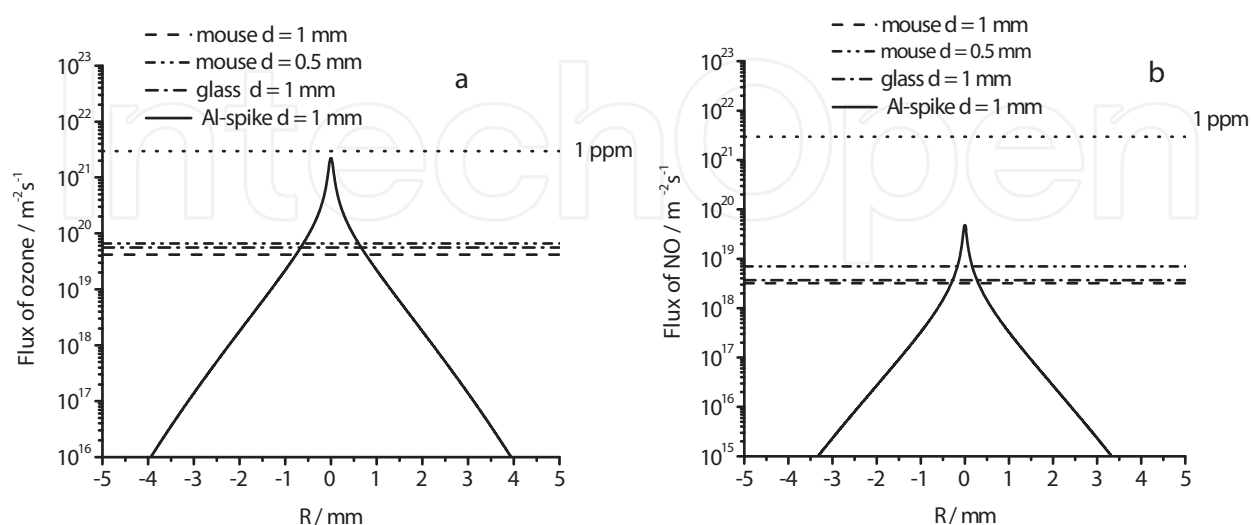 mouse d = 1 mm
mouse d = 0.5 mm
glass d = 1 mm
Al-spike d = 1 mm
a
10²³
10²²
10²¹
10²⁰
10¹⁹
10¹⁸
10¹⁷
10¹⁶
1 ppm
Flux of ozone / m⁻²s⁻¹
-5 -4 -3 -2 -1 0 1 2 3 4 5
R / mm
mouse d = 1 mm
mouse d = 0.5 mm
glass d = 1 mm
Al-spike d = 1 mm
b
10²³
10²²
10²¹
10²⁰
10¹⁹
10¹⁸
10¹⁷
10¹⁶
10¹⁵
1 ppm
Flux of NO / m⁻²s⁻¹
-5 -4 -3 -2 -1 0 1 2 3 4 5
R / mm
IntechOpen